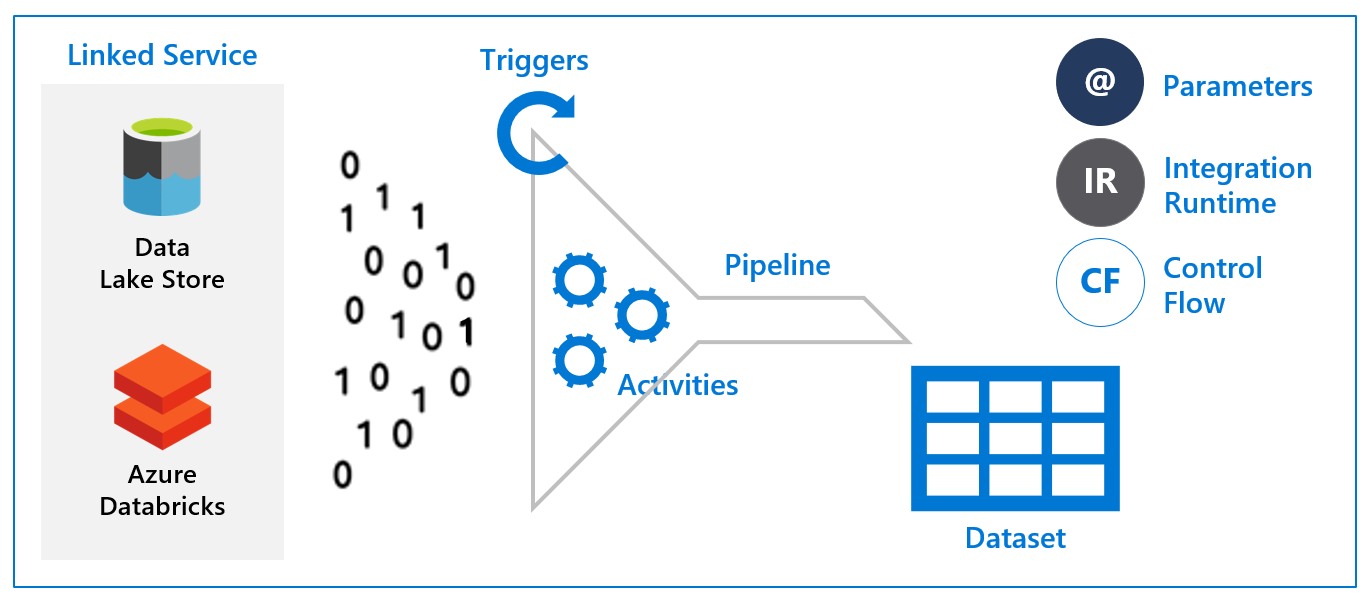 Linked Service
Data
Lake Store
Azure
Databricks
0
1
1
1
0
0
1
0
0
1
0
1
1
0
1
0
1
0
0
Triggers
Activities
Pipeline
Dataset
@
Parameters
IR
Integration
Runtime
CF
Control
Flow